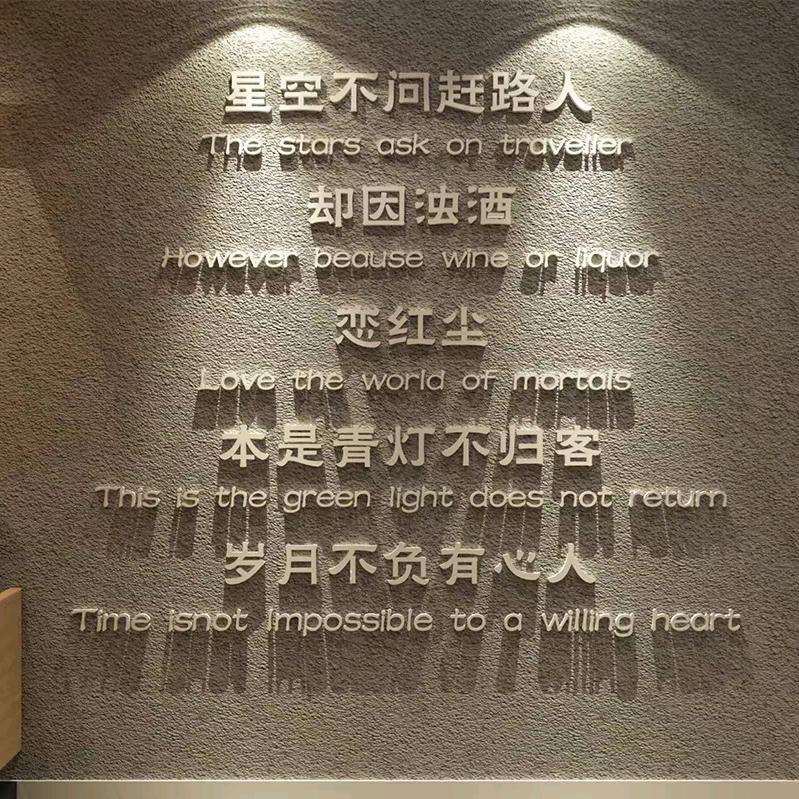 星空不问赶路人
The stars ask on traveller
却因浊酒
However beause wine or liquor
恋红尘
Love the world of mortals
本是青灯不归客
This is the green light does not return
岁月不负有心人
Time isnot Impossible to a willing heart